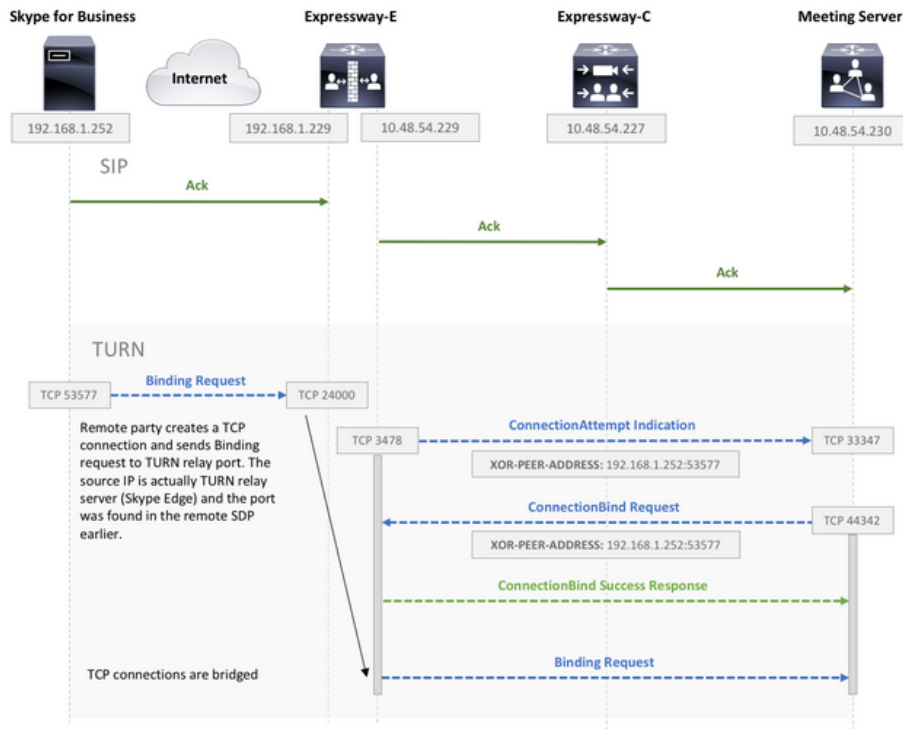 Skype for Business
Expressway-E
Expressway-C
Meeting Server
Internet
192.168.1.252
192.168.1.229
10.48.54.229
10.48.54.227
10.48.54.230
SIP
Ack
Ack
Ack
TURN
Binding Request
TCP 53577
TCP 24000
Remote party creates a TCP
connection and sends Binding
request to TURN relay port. The
source IP is actually TURN relay
server (Skype Edge) and the port
was found in the remote SDP
earlier.
ConnectionAttempt Indication
TCP 3478
TCP 33347
XOR-PEER-ADDRESS: 192.168.1.252:53577
ConnectionBind Request
TCP 44342
XOR-PEER-ADDRESS: 192.168.1.252:53577
ConnectionBind Success Response
Binding Request
TCP connections are bridged